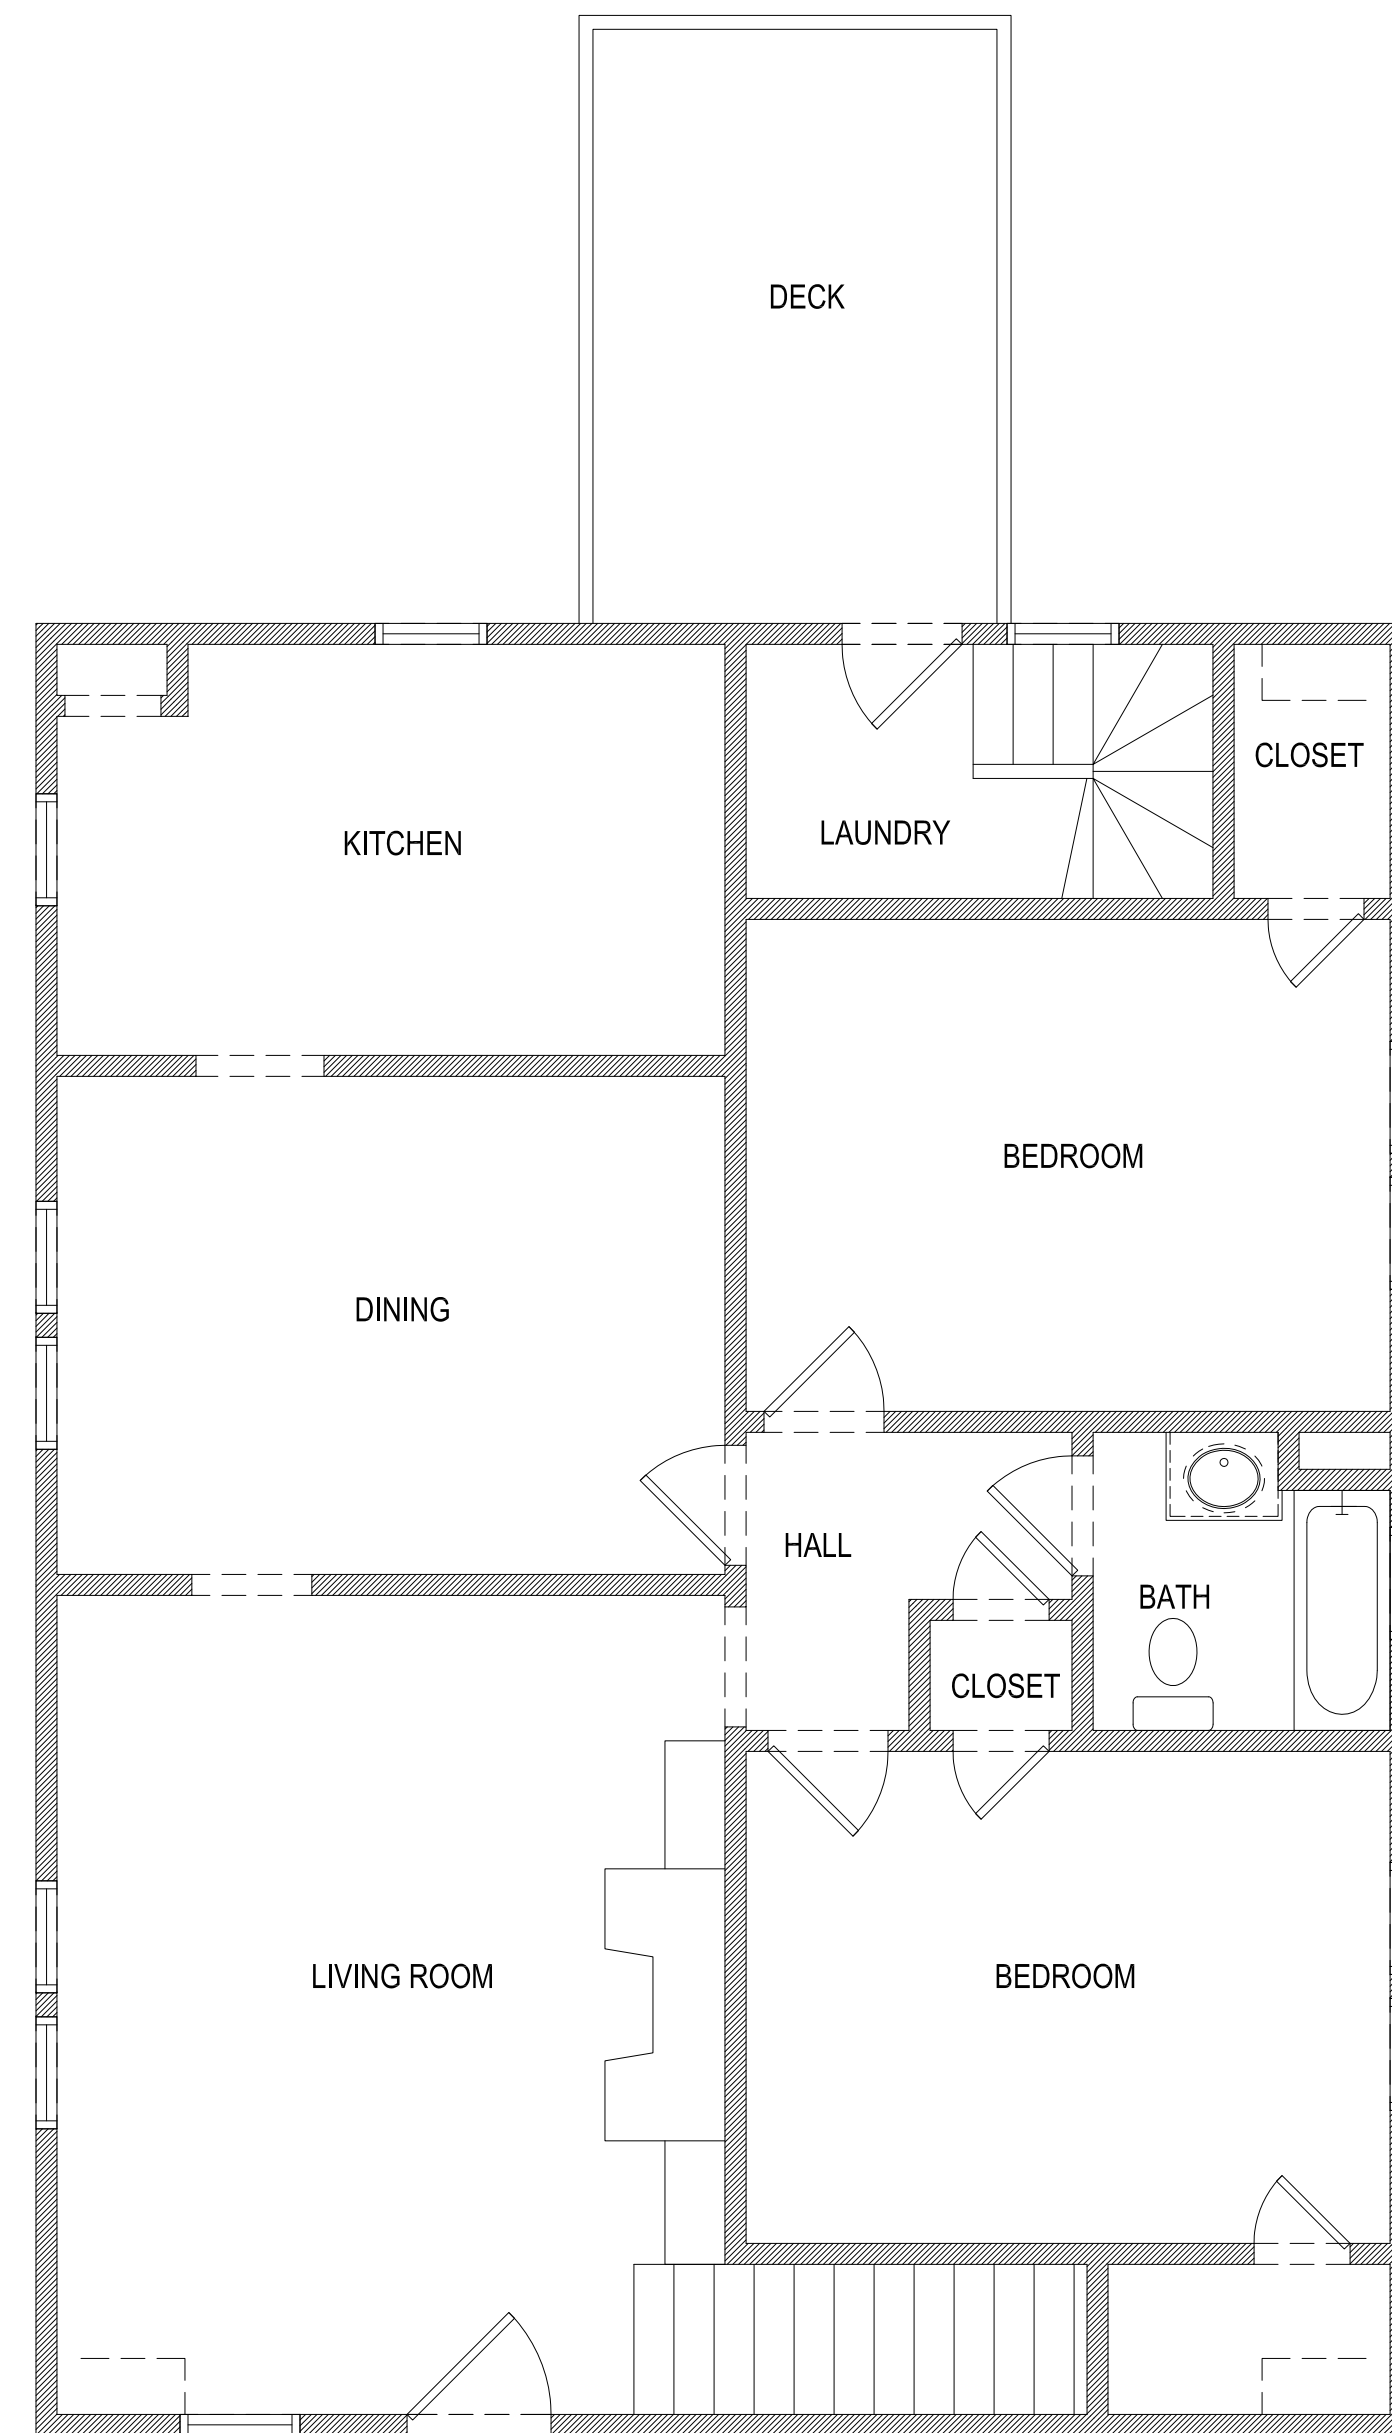 DECK
CLOSET
KITCHEN
LAUNDRY
BEDROOM
DINING
HALL
BATH
CLOSET
LIVING ROOM
BEDROOM